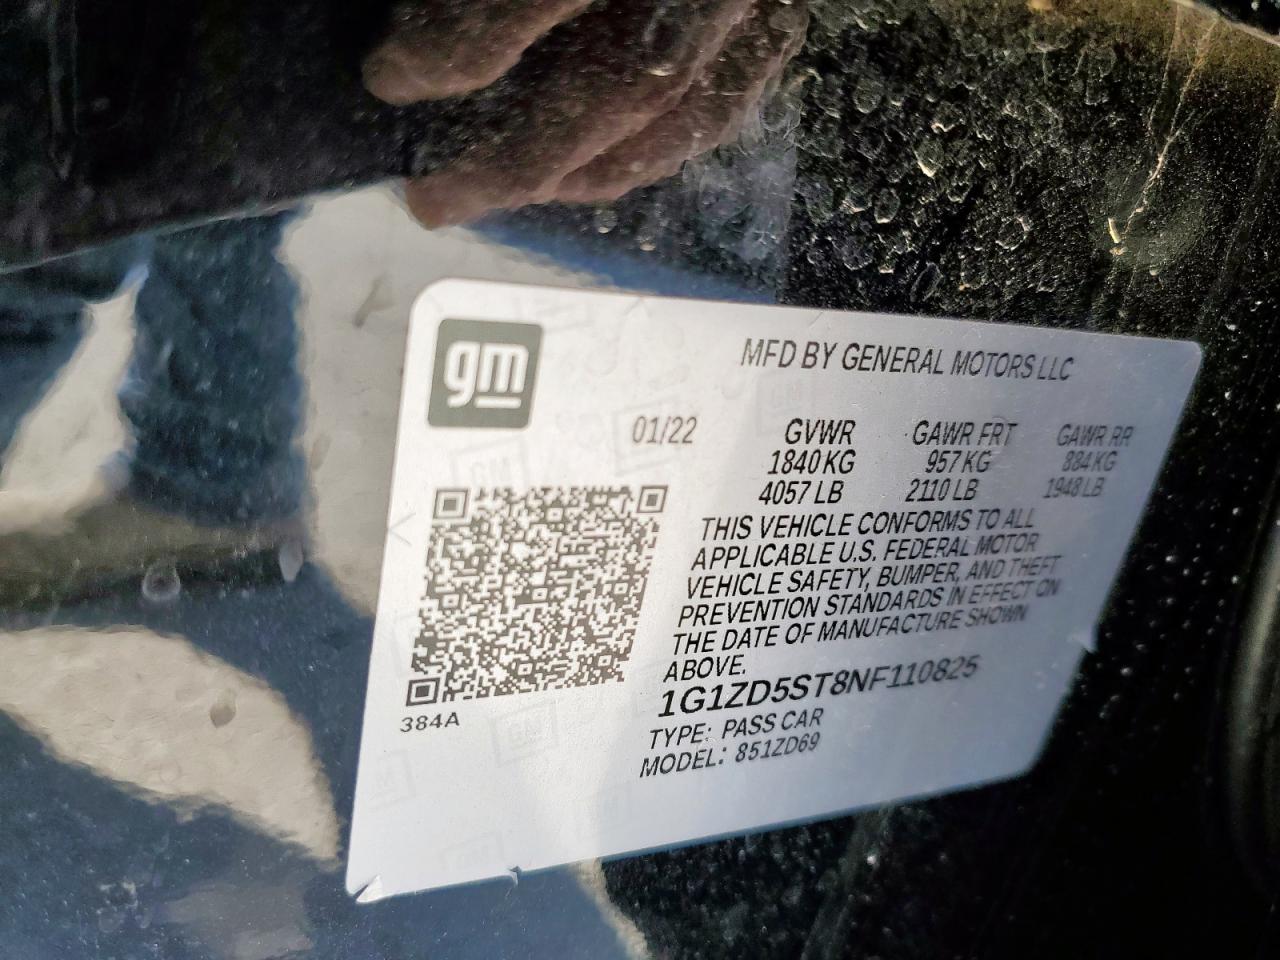 gm
MFD BY GENERAL MOTORS LLC
01/22 GVWR GAWR FRT GAWR RR
1840 KG 957 KG 884 KG
4057 LB 2110 LB 1948 LB
THIS VEHICLE CONFORMS TO ALL
APPLICABLE U.S. FEDERAL MOTOR
VEHICLE SAFETY, BUMPER, AND THEFT
PREVENTION STANDARDS IN EFFECT ON
THE DATE OF MANUFACTURE SHOWN
ABOVE.
1G1ZD5ST8NF110825
TYPE: PASS CAR
MODEL: 851ZD69
384A